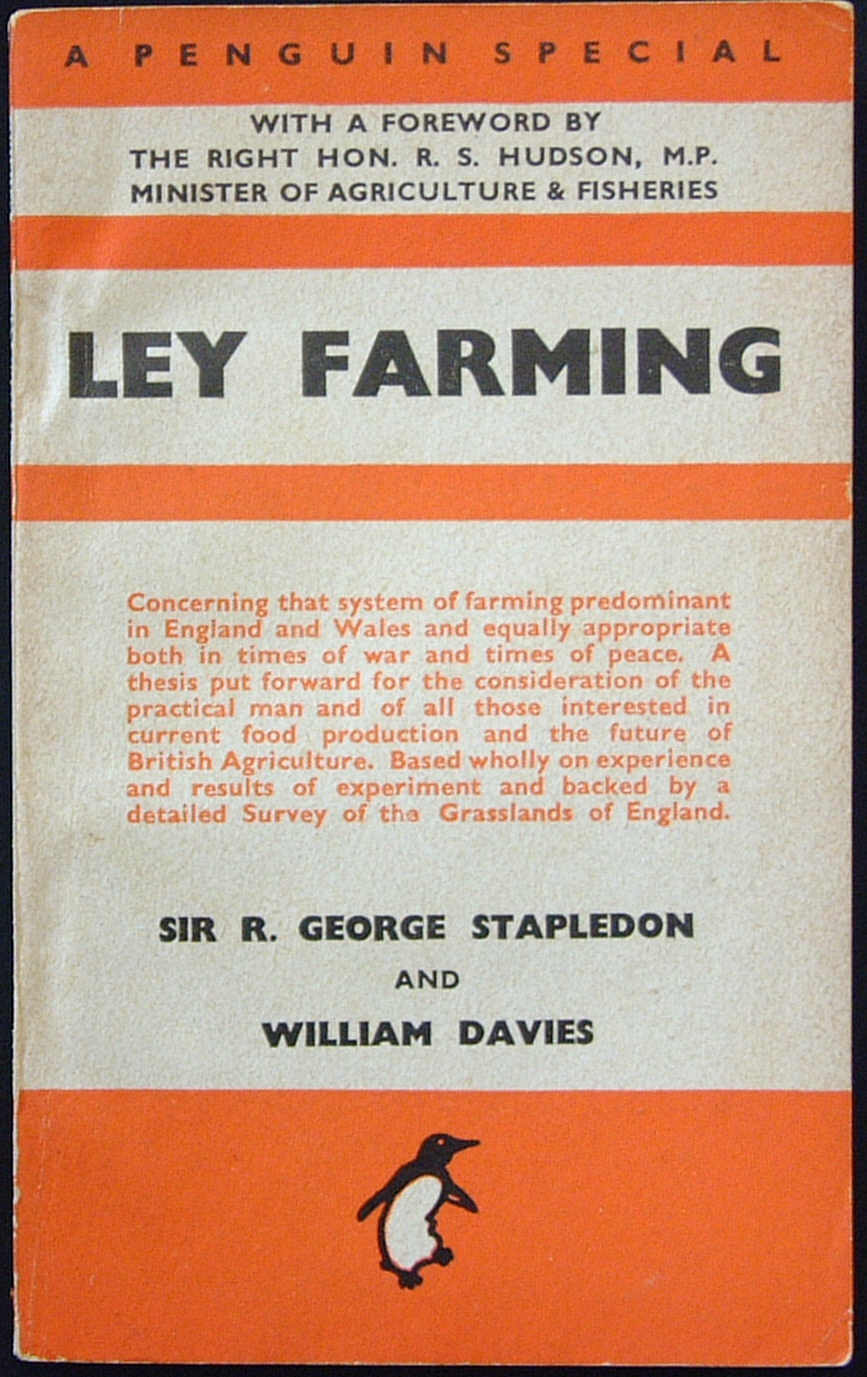 A PENGUIN SPECIAL
WITH A FOREWORD BY
THE RIGHT HON. R. S. HUDSON, M.P.
MINISTER OF AGRICULTURE & FISHERIES
LEY FARMING
Concerning that system of farming predominant
in England and Wales and equally appropriate
both in times of war and times of peace. A
thesis put forward for the consideration of the
practical man and of all those interested in
current food production and the future of
British Agriculture. Based wholly on experience
and results of experiment and backed by a
detailed Survey of the Grasslands of England.
SIR R. GEORGE STAPLEDON
AND
WILLIAM DAVIES